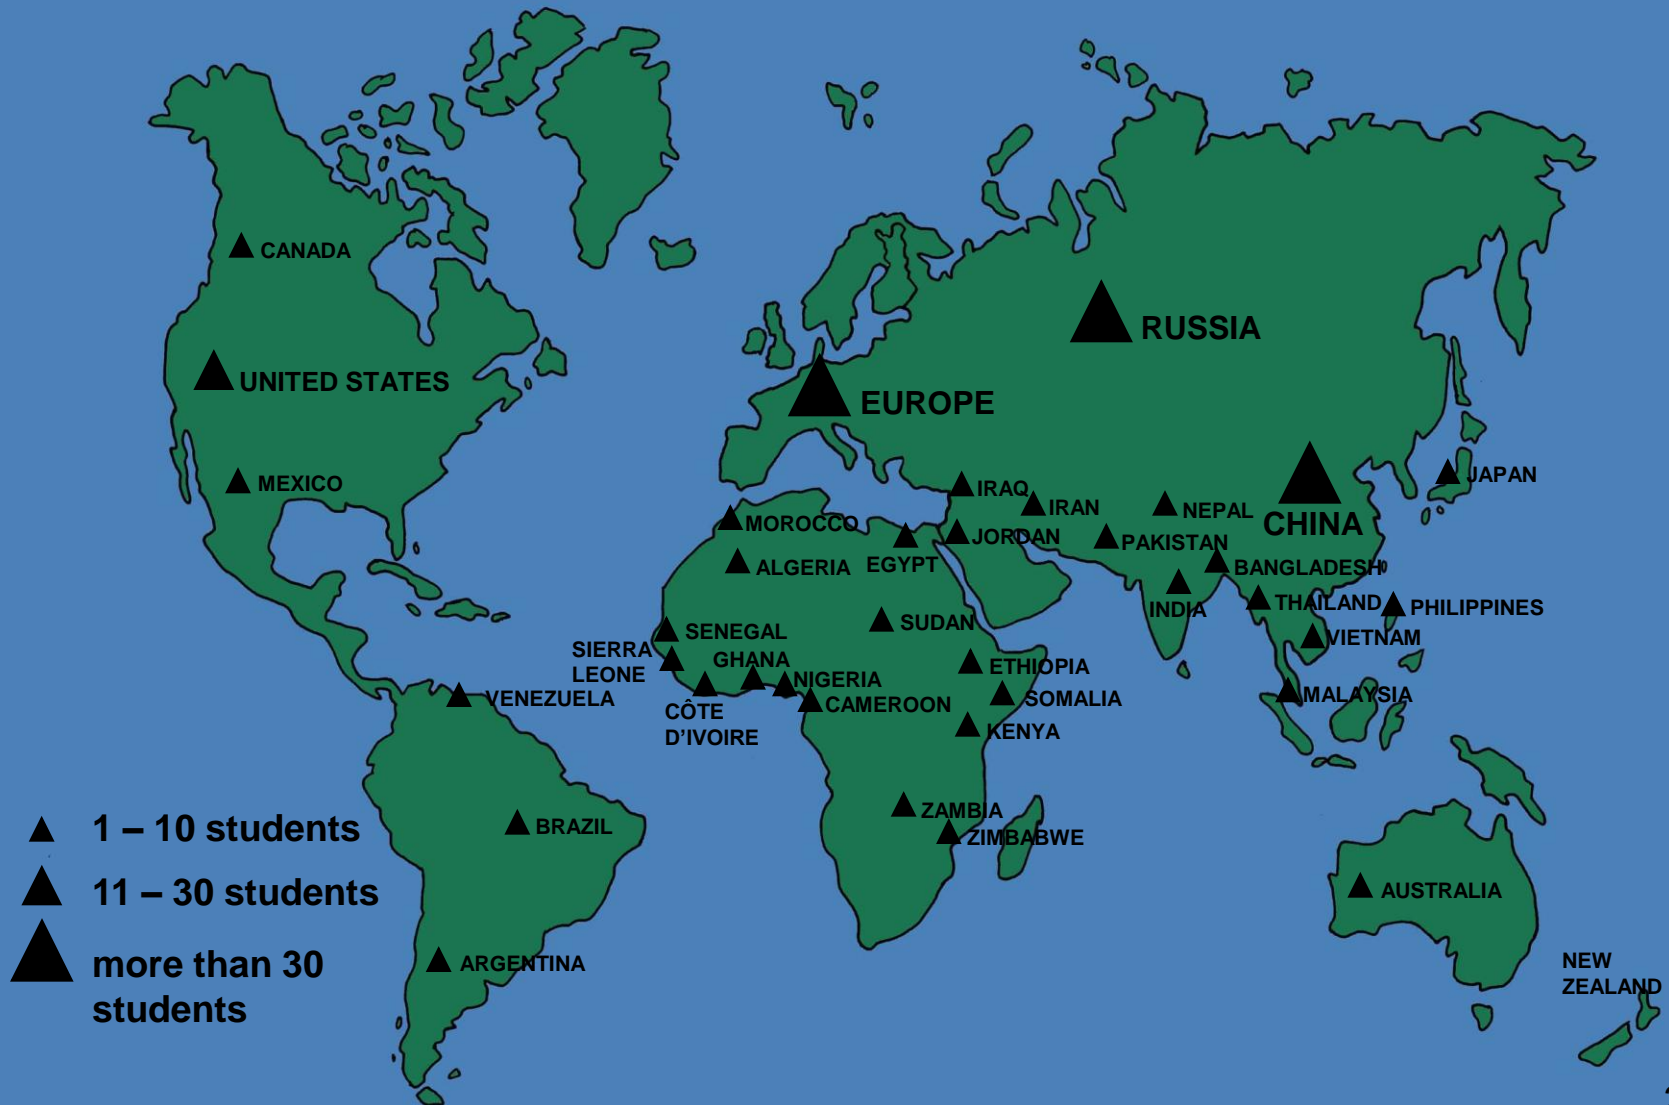 CANADA
RUSSIA
UNITED STATES
EUROPE
MEXICO
JAPAN
IRAQ
IRAN
NEPAL
CHINA
MOROCCO
JORDAN
PAKISTAN
ALGERIA
EGYPT
BANGLADESH
INDIA
THAILAND
PHILIPPINES
SENEGAL
SUDAN
VIETNAM
SIERRA
LEONE
GHANA
ETHIOPIA
NIGERIA
VENEZUELA
CAMEROON
SOMALIA
MALAYSIA
CÔTE
D’IVOIRE
KENYA
ZAMBIA
BRAZIL
ZIMBABWE
AUSTRALIA
ARGENTINA
NEW
ZEALAND
1 – 10 students
11 – 30 students
more than 30
students